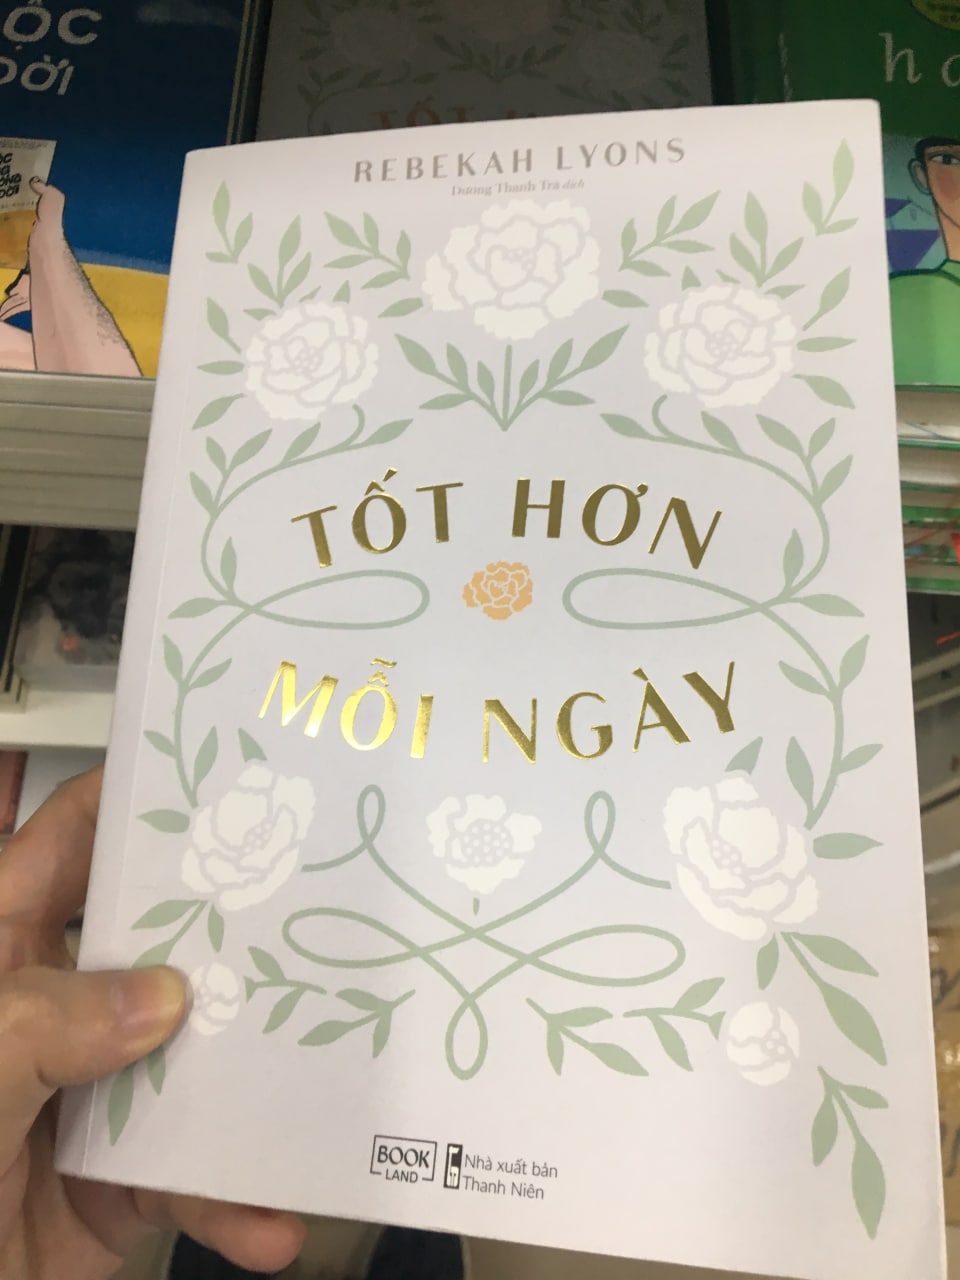 REBEKAH LYONS
Dương Thanh Trà dịch
TỐT HƠN
MỖI NGÀY
BOOK
LAND
Nhà xuất bản
Thanh Niên